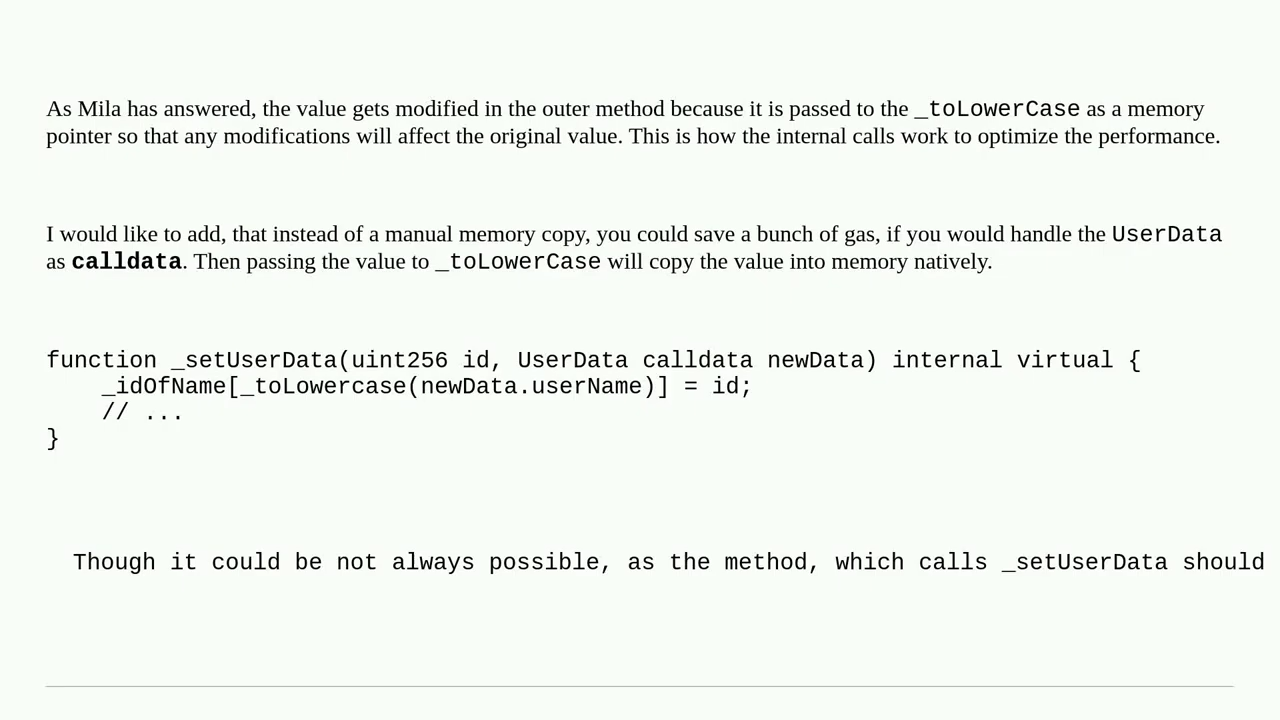 As Mila has answered, the value gets modified in the outer method because it is passed to the _toLowerCase as a memory
pointer so that any modifications will affect the original value. This is how the internal calls work to optimize the performance.
I would like to add, that instead of a manual memory copy, you could save a bunch of gas, if you would handle the UserData
as calldata. Then passing the value to _toLowerCase will copy the value into memory natively.
function _setUserData(uint256 id, UserData calldata newData) internal virtual {
    _idOfName[_toLowercase(newData.userName)] = id;
    // ...
}
Though it could be not always possible, as the method, which calls _setUserData should